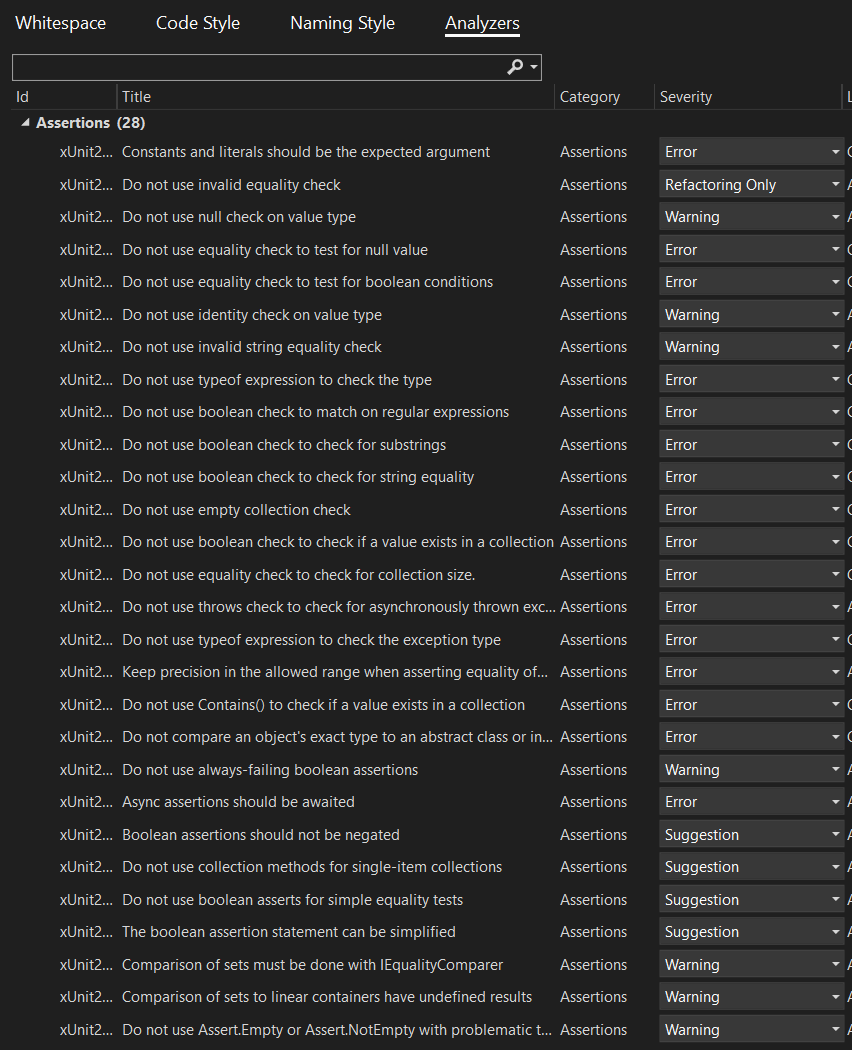 Whitespace Code Style Naming Style Analyzers
Id Title Category Severity
Assertions (28)
xUnit2... Constants and literals should be the expected argument Assertions Error
xUnit2... Do not use invalid equality check Assertions Refactoring Only
xUnit2... Do not use null check on value type Assertions Warning
xUnit2... Do not use equality check to test for null value Assertions Error
xUnit2... Do not use equality check to test for boolean conditions Assertions Error
xUnit2... Do not use identity check on value type Assertions Warning
xUnit2... Do not use invalid string equality check Assertions Warning
xUnit2... Do not use typeof expression to check the type Assertions Error
xUnit2... Do not use boolean check to match on regular expressions Assertions Error
xUnit2... Do not use boolean check to check for substrings Assertions Error
xUnit2... Do not use boolean check to check for string equality Assertions Error
xUnit2... Do not use empty collection check Assertions Error
xUnit2... Do not use boolean check to check if a value exists in a collection Assertions Error
xUnit2... Do not use equality check to check for collection size. Assertions Error
xUnit2... Do not use throws check to check for asynchronously thrown exc... Assertions Error
xUnit2... Do not use typeof expression to check the exception type Assertions Error
xUnit2... Keep precision in the allowed range when asserting equality of... Assertions Error
xUnit2... Do not use Contains() to check if a value exists in a collection Assertions Error
xUnit2... Do not compare an object's exact type to an abstract class or in... Assertions Error
xUnit2... Do not use always-failing boolean assertions Assertions Warning
xUnit2... Async assertions should be awaited Assertions Error
xUnit2... Boolean assertions should not be negated Assertions Suggestion
xUnit2... Do not use collection methods for single-item collections Assertions Suggestion
xUnit2... Do not use boolean asserts for simple equality tests Assertions Suggestion
xUnit2... The boolean assertion statement can be simplified Assertions Suggestion
xUnit2... Comparison of sets must be done with IEqualityComparer Assertions Warning
xUnit2... Comparison of sets to linear containers have undefined results Assertions Warning
xUnit2... Do not use Assert.Empty or Assert.NotEmpty with problematic t... Assertions Warning